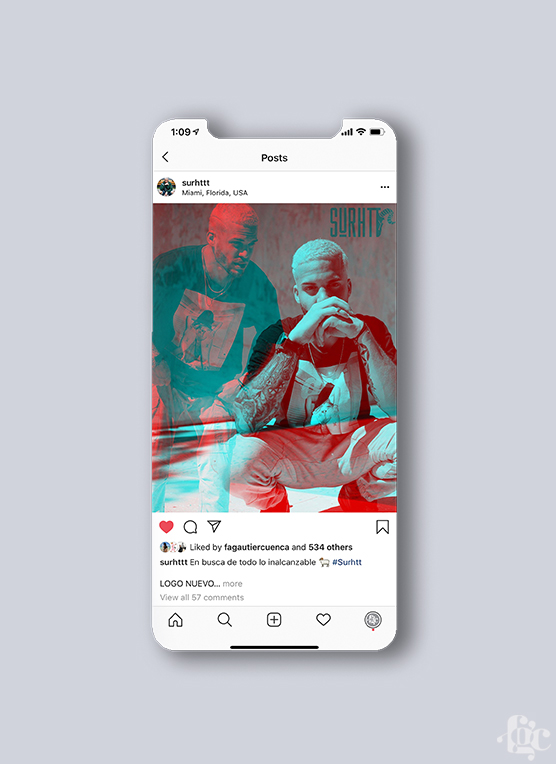 1:09
Posts
surhttt
Miami, Florida, USA
SURHTT
Liked by fagautiercuenca and 534 others
surhttt En busca de todo lo inalcanzable #Surhtt
LOGO NUEVO... more
View all 57 comments
fgc